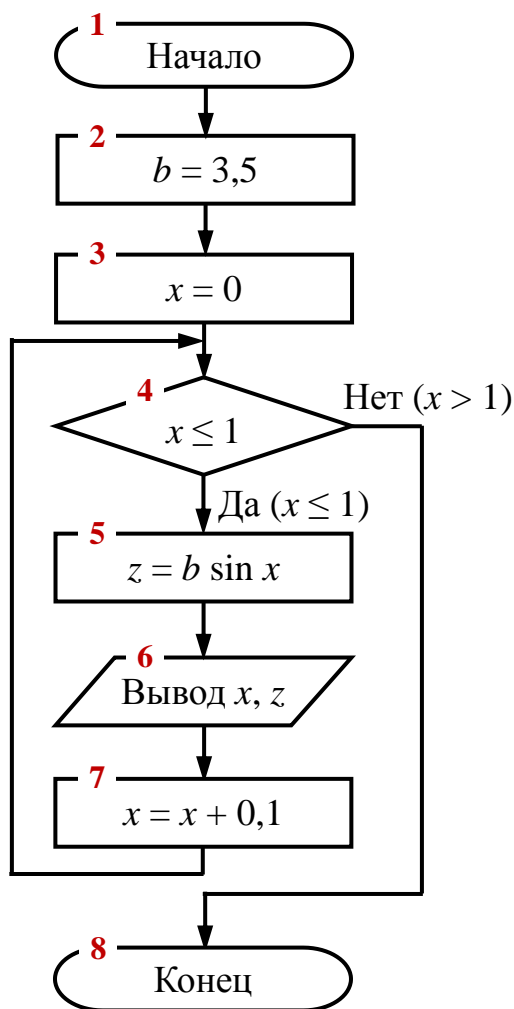 1
Начало
2
b = 3,5
3
x = 0
4
Нет (x > 1)
x ≤ 1
Да (x ≤ 1)
5
z = b sin x
6
Вывод x, z
7
x = x + 0,1
8
Конец